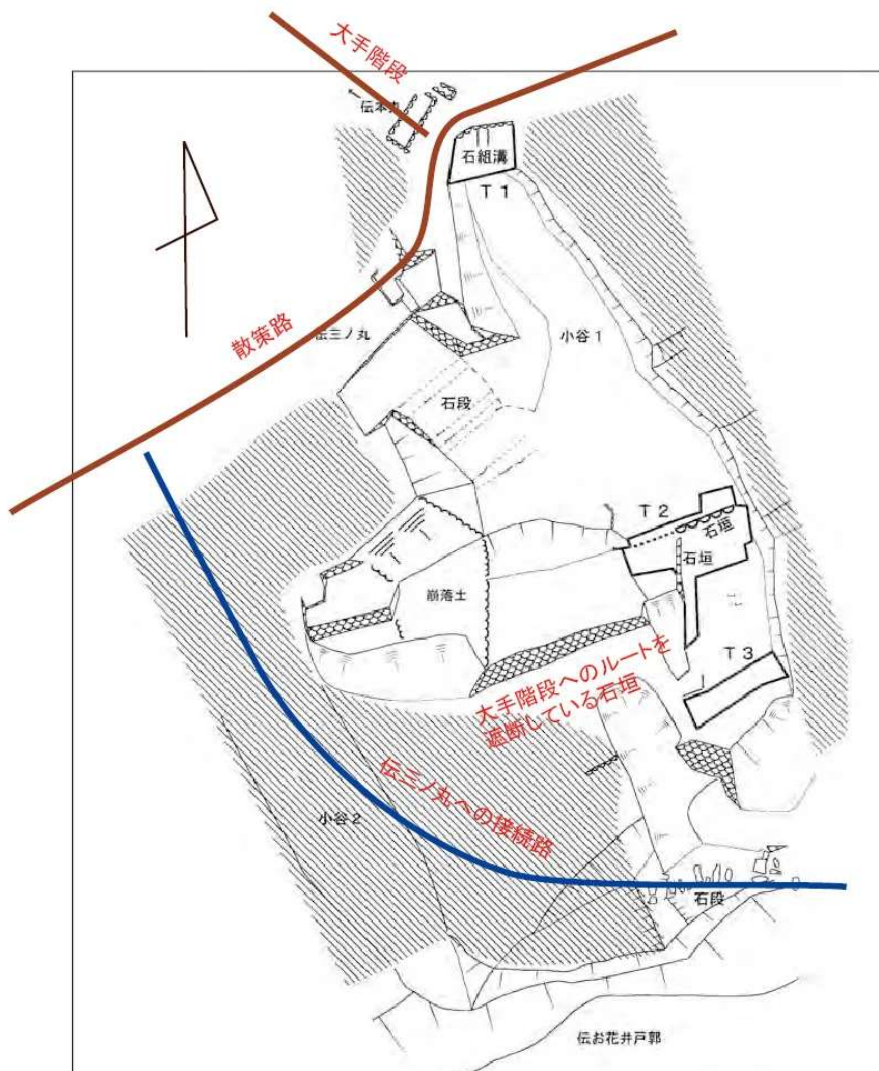 大手階段
←
伝本丸
石組溝
T 1
散策路
伝三ノ丸
小谷1
石段
T 2
石垣
石垣
崩落土
T 3
大手階段へのルートを
遮断している石垣
伝三ノ丸への接続路
小谷2
石段
伝お花井戸郭